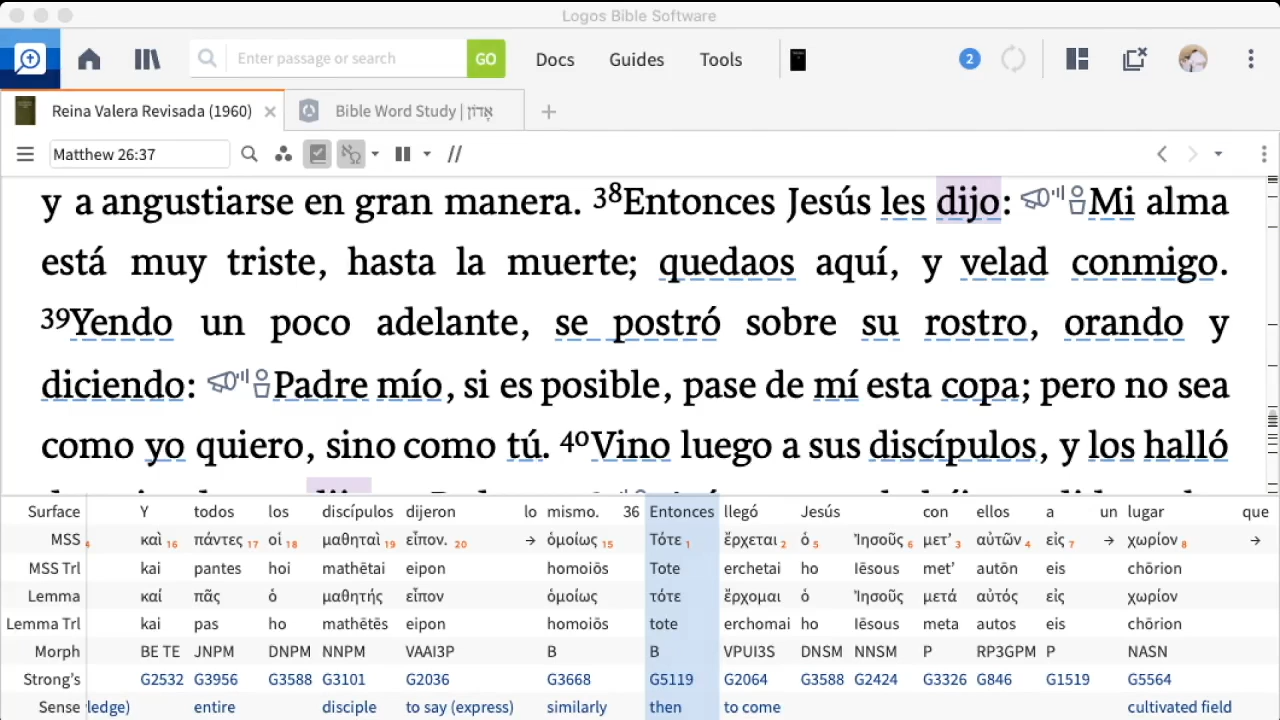 Logos Bible Software
Enter passage or search GO Docs Guides Tools 2
Reina Valera Revisada (1960) Bible Word Study | אָדוֹן
Matthew 26:37
y a angustiarse en gran manera. ³⁸Entonces Jesús les dijo: Mi alma
está muy triste, hasta la muerte; quedaos aquí, y velad conmigo.
³⁹Yendo un poco adelante, se postró sobre su rostro, orando y
diciendo: Padre mío, si es posible, pase de mí esta copa; pero no sea
como yo quiero, sino como tú. ⁴⁰Vino luego a sus discípulos, y los halló
Surface Y todos los discípulos dijeron lo mismo. 36 Entonces llegó Jesús con ellos a un lugar que
MSS 4 καὶ 16 πάντες 17 οἱ 18 μαθηταὶ 19 εἶπον. 20 → ὁμοίως 15 Τότε 1 ἔρχεται 2 ὁ 5 Ἰησοῦς 6 μετ’ 3 αὐτῶν 4 εἰς 7 → χωρίον 8 →
MSS Trl kai pantes hoi mathētai eipon homoiōs Tote erchetai ho Iēsous met’ autōn eis chōrion
Lemma καί πᾶς ὁ μαθητής εἶπον ὁμοίως τότε ἔρχομαι ὁ Ἰησοῦς μετά αὐτός εἰς χωρίον
Lemma Trl kai pas ho mathētēs eipon homoiōs tote erchomai ho Iēsous meta autos eis chōrion
Morph BE TE JNPM DNPM NNPM VAAI3P B B VPUI3S DNSM NNSM P RP3GPM P NASN
Strong’s G2532 G3956 G3588 G3101 G2036 G3668 G5119 G2064 G3588 G2424 G3326 G846 G1519 G5564
Sense ledge) entire disciple to say (express) similarly then to come cultivated field